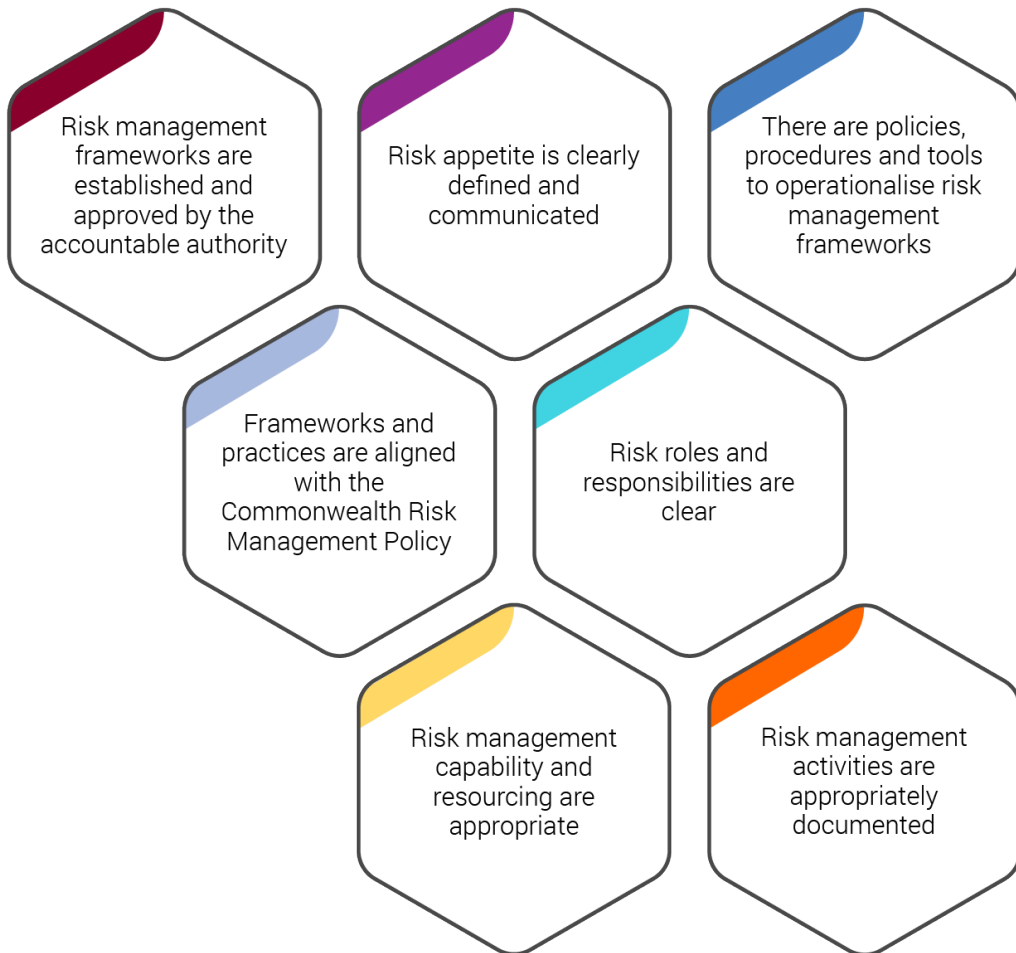 Risk management
frameworks are
established and
approved by the
accountable authority
Risk appetite is clearly
defined and
communicated
There are policies,
procedures and tools
to operationalise risk
management
frameworks
Frameworks and
practices are aligned
with the
Commonwealth Risk
Management Policy
Risk roles and
responsibilities are
clear
Risk management
capability and
resourcing are
appropriate
Risk management
activities are
appropriately
documented